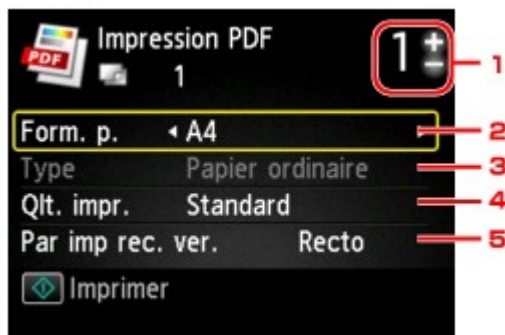 PDF
Impression PDF
1
1 + −
1
Form. p. A4
2
Type Papier ordinaire
3
Qlt. impr. Standard
4
Par imp rec. ver. Recto
5
Imprimer